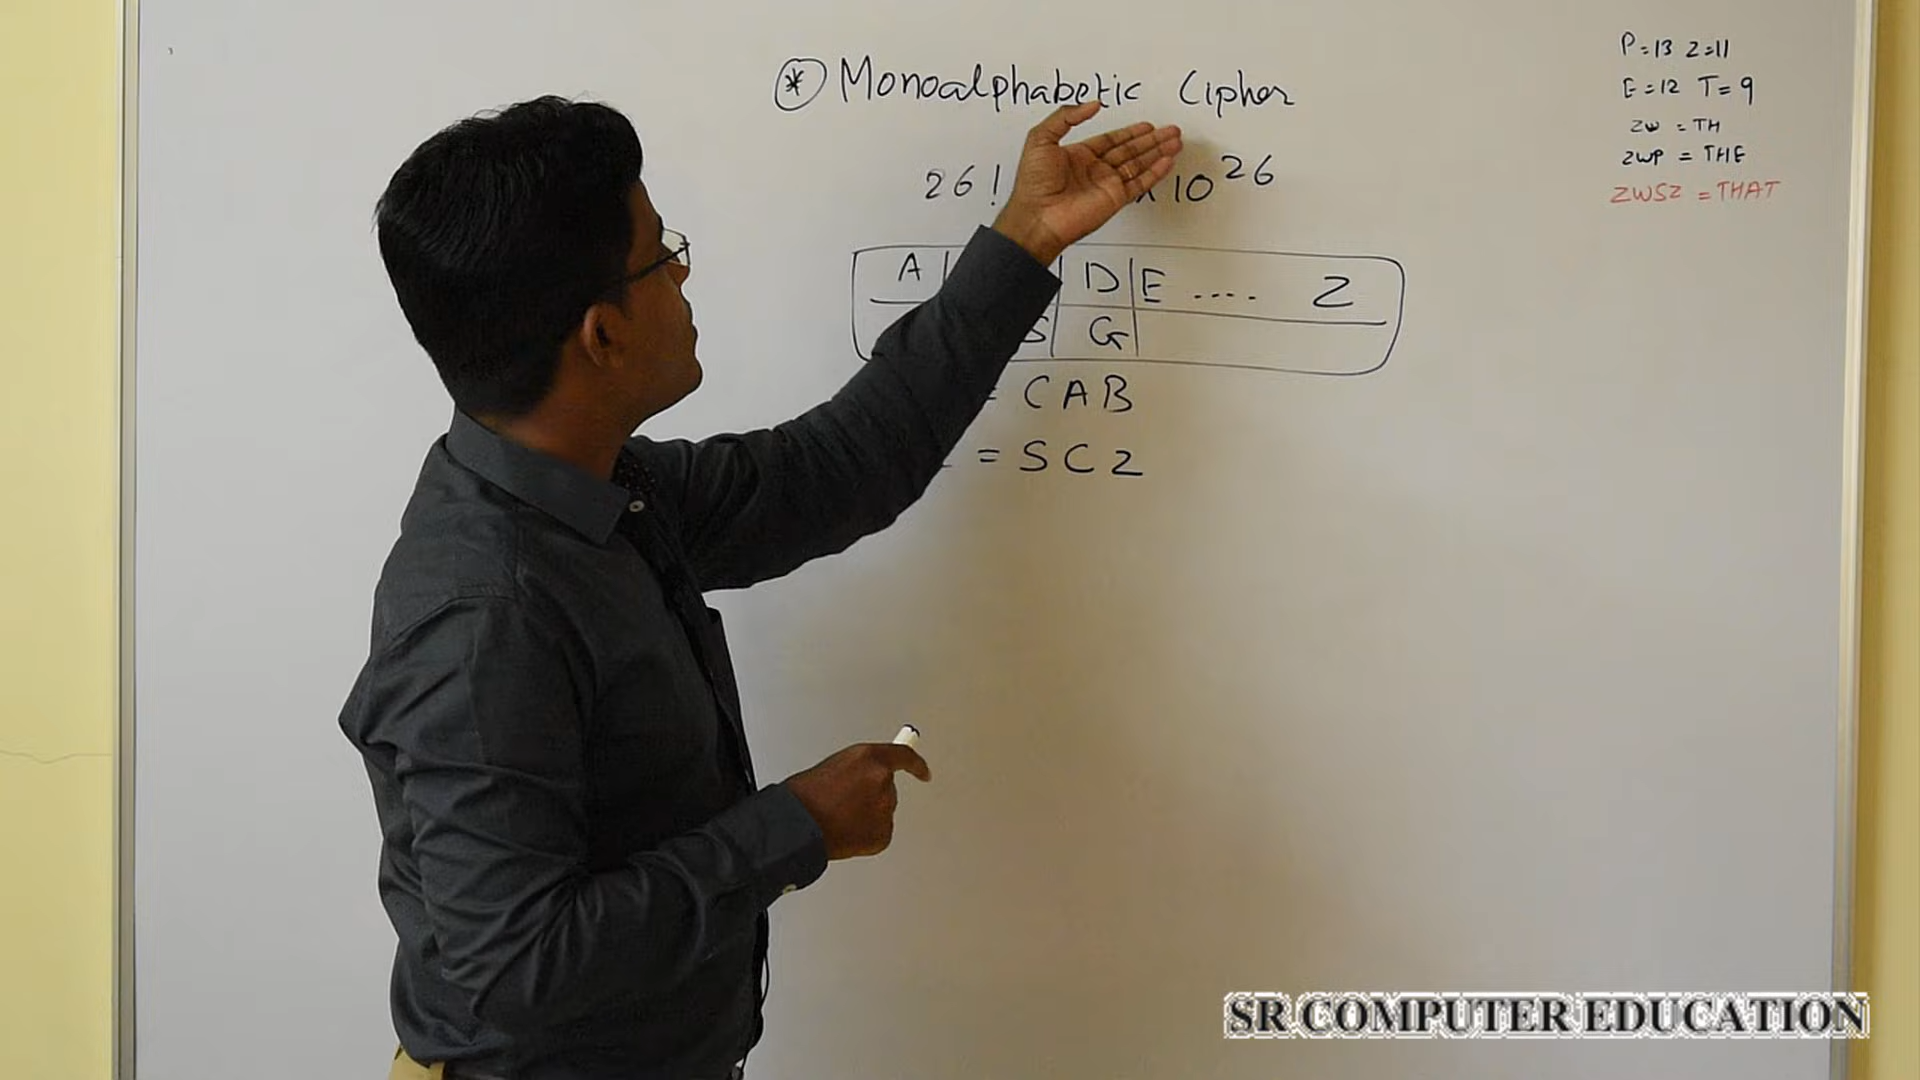 * Monoalphabetic Cipher
26! x 10^26
A D E .... Z
S G
= CAB
= SCZ
P=13 Z=11
E=12 T=9
ZW = TH
ZWP = THE
ZWSZ = THAT
SR COMPUTER EDUCATION